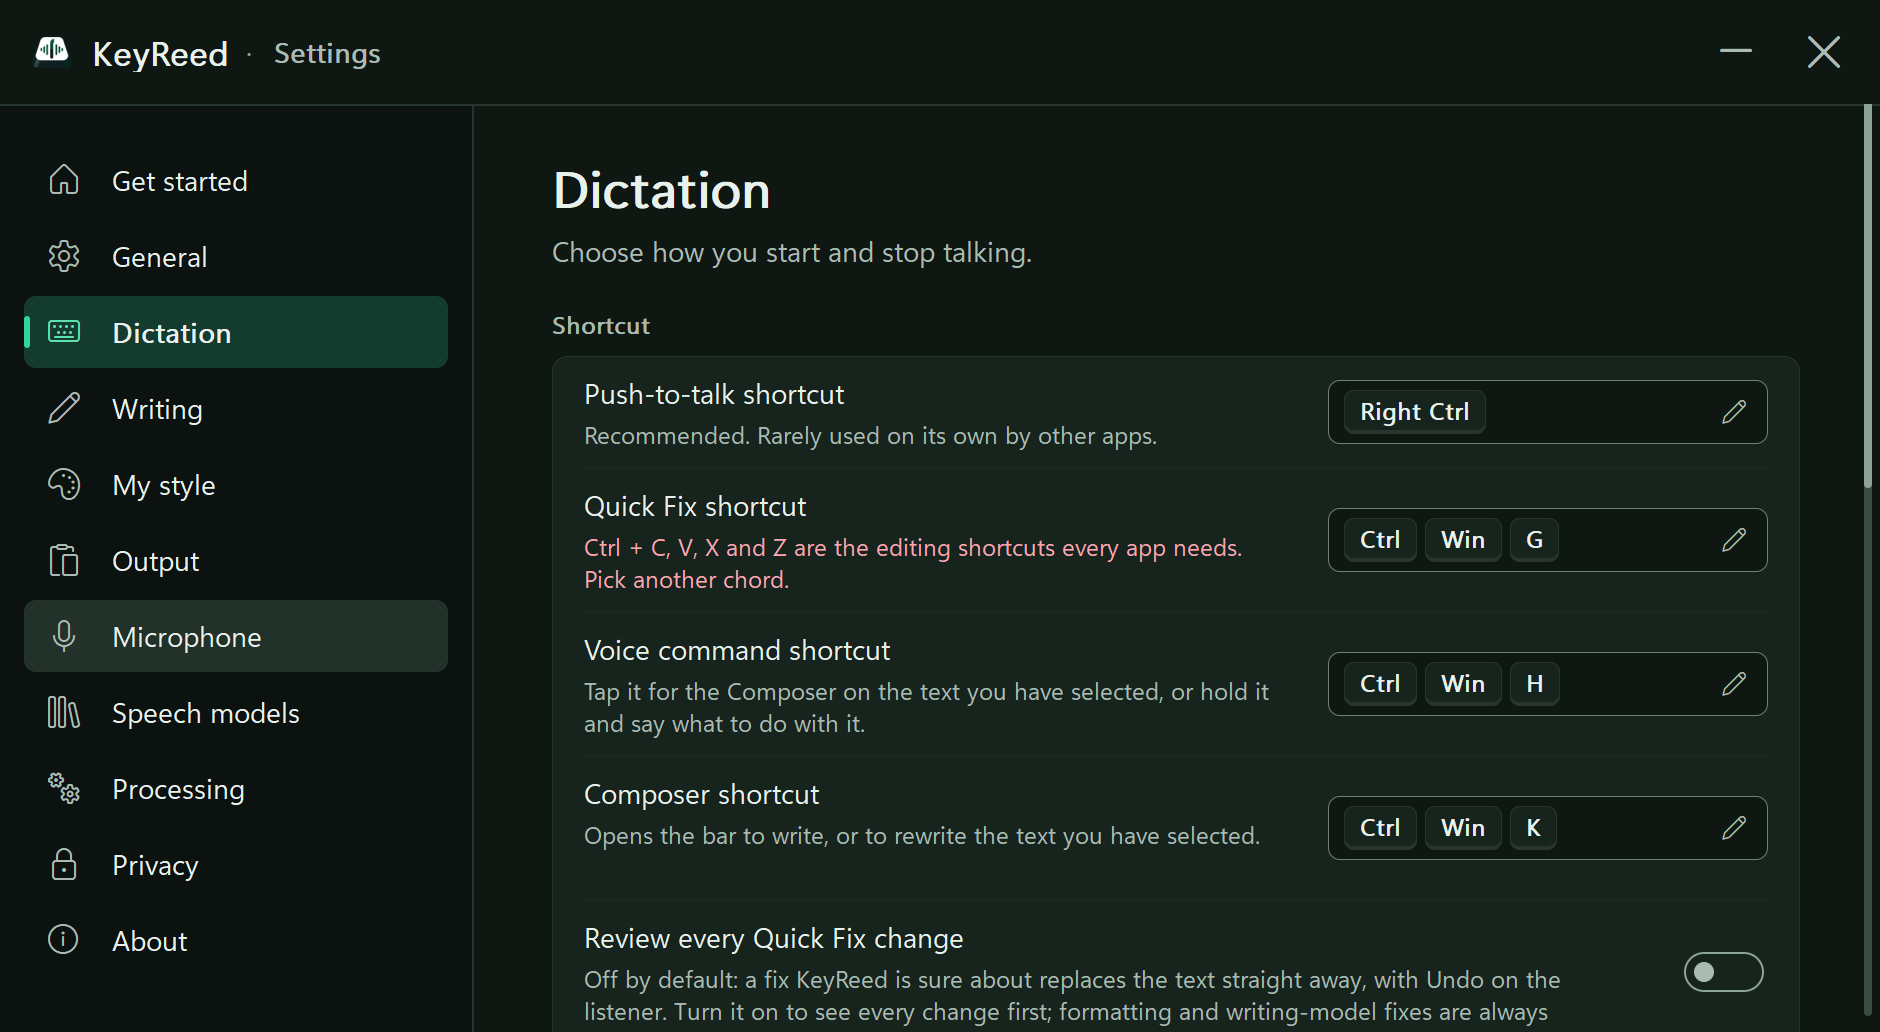 KeyReed · Settings
Get started
General
Dictation
Writing
My style
Output
Microphone
Speech models
Processing
Privacy
About
Dictation
Choose how you start and stop talking.
Shortcut
Push-to-talk shortcut
Recommended. Rarely used on its own by other apps.
Right Ctrl
Quick Fix shortcut
Ctrl + C, V, X and Z are the editing shortcuts every app needs.
Pick another chord.
Ctrl Win G
Voice command shortcut
Tap it for the Composer on the text you have selected, or hold it
and say what to do with it.
Ctrl Win H
Composer shortcut
Opens the bar to write, or to rewrite the text you have selected.
Ctrl Win K
Review every Quick Fix change
Off by default: a fix KeyReed is sure about replaces the text straight away, with Undo on the
listener. Turn it on to see every change first; formatting and writing-model fixes are always